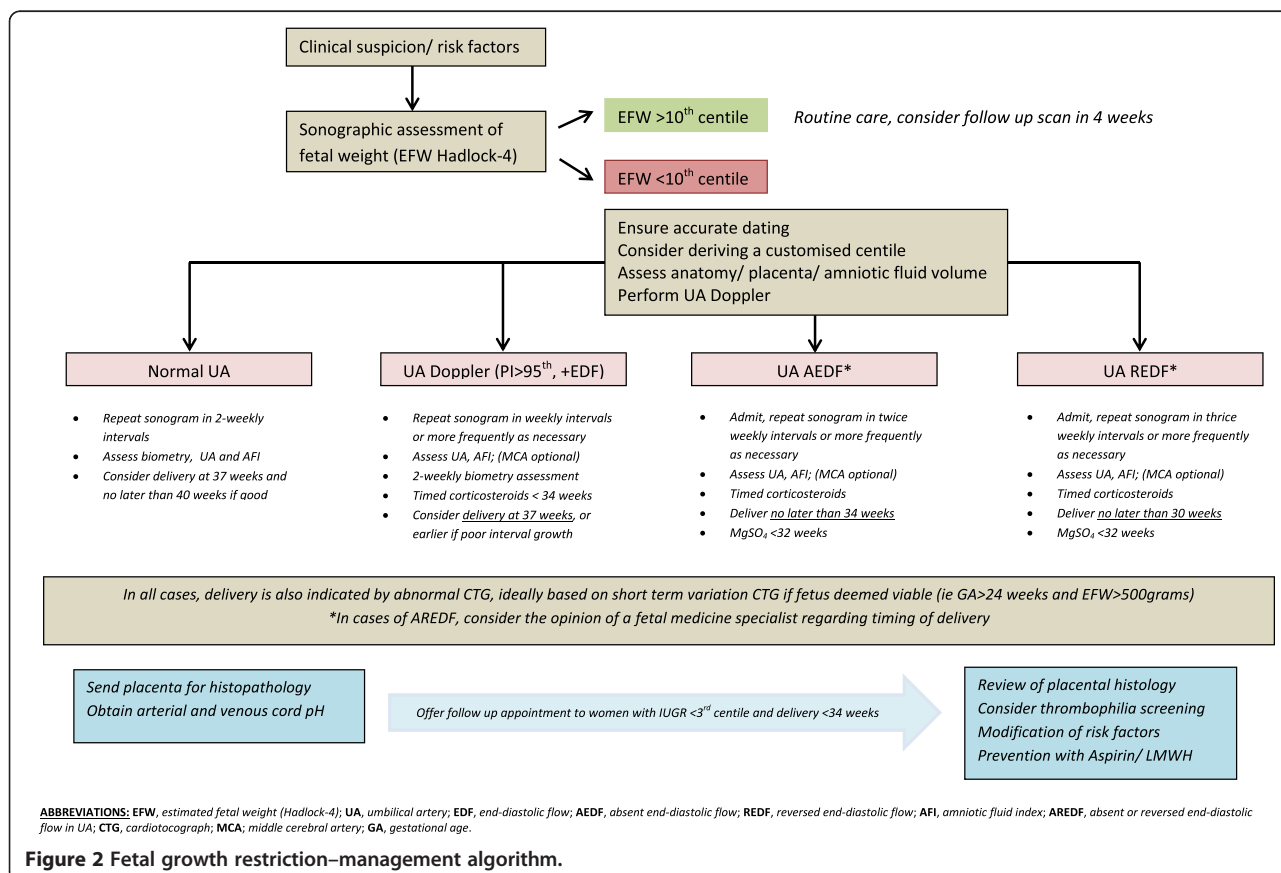 Clinical suspicion/ risk factors
Sonographic assessment of
fetal weight (EFW Hadlock-4)
EFW >10th centile
Routine care, consider follow up scan in 4 weeks
EFW <10th centile
Ensure accurate dating
Consider deriving a customised centile
Assess anatomy/ placenta/ amniotic fluid volume
Perform UA Doppler
Normal UA
• Repeat sonogram in 2-weekly
intervals
• Assess biometry, UA and AFI
• Consider delivery at 37 weeks and
no later than 40 weeks if good
UA Doppler (PI>95th, +EDF)
• Repeat sonogram in weekly intervals
or more frequently as necessary
• Assess UA, AFI; (MCA optional)
• 2-weekly biometry assessment
• Timed corticosteroids < 34 weeks
• Consider delivery at 37 weeks, or
earlier if poor interval growth
UA AEDF*
• Admit, repeat sonogram in twice
weekly intervals or more frequently
as necessary
• Assess UA, AFI; (MCA optional)
• Timed corticosteroids
• Deliver no later than 34 weeks
• MgSO4 <32 weeks
UA REDF*
• Admit, repeat sonogram in thrice
weekly intervals or more frequently
as necessary
• Assess UA, AFI; (MCA optional)
• Timed corticosteroids
• Deliver no later than 30 weeks
• MgSO4 <32 weeks
In all cases, delivery is also indicated by abnormal CTG, ideally based on short term variation CTG if fetus deemed viable (ie GA>24 weeks and EFW>500grams)
*In cases of AREDF, consider the opinion of a fetal medicine specialist regarding timing of delivery
Send placenta for histopathology
Obtain arterial and venous cord pH
Offer follow up appointment to women with IUGR <3rd centile and delivery <34 weeks
Review of placental histology
Consider thrombophilia screening
Modification of risk factors
Prevention with Aspirin/ LMWH
ABBREVIATIONS: EFW, estimated fetal weight (Hadlock-4); UA, umbilical artery; EDF, end-diastolic flow; AEDF, absent end-diastolic flow; REDF, reversed end-diastolic flow; AFI, amniotic fluid index; AREDF, absent or reversed end-diastolic
flow in UA; CTG, cardiotocograph; MCA; middle cerebral artery; GA, gestational age.
Figure 2 Fetal growth restriction–management algorithm.